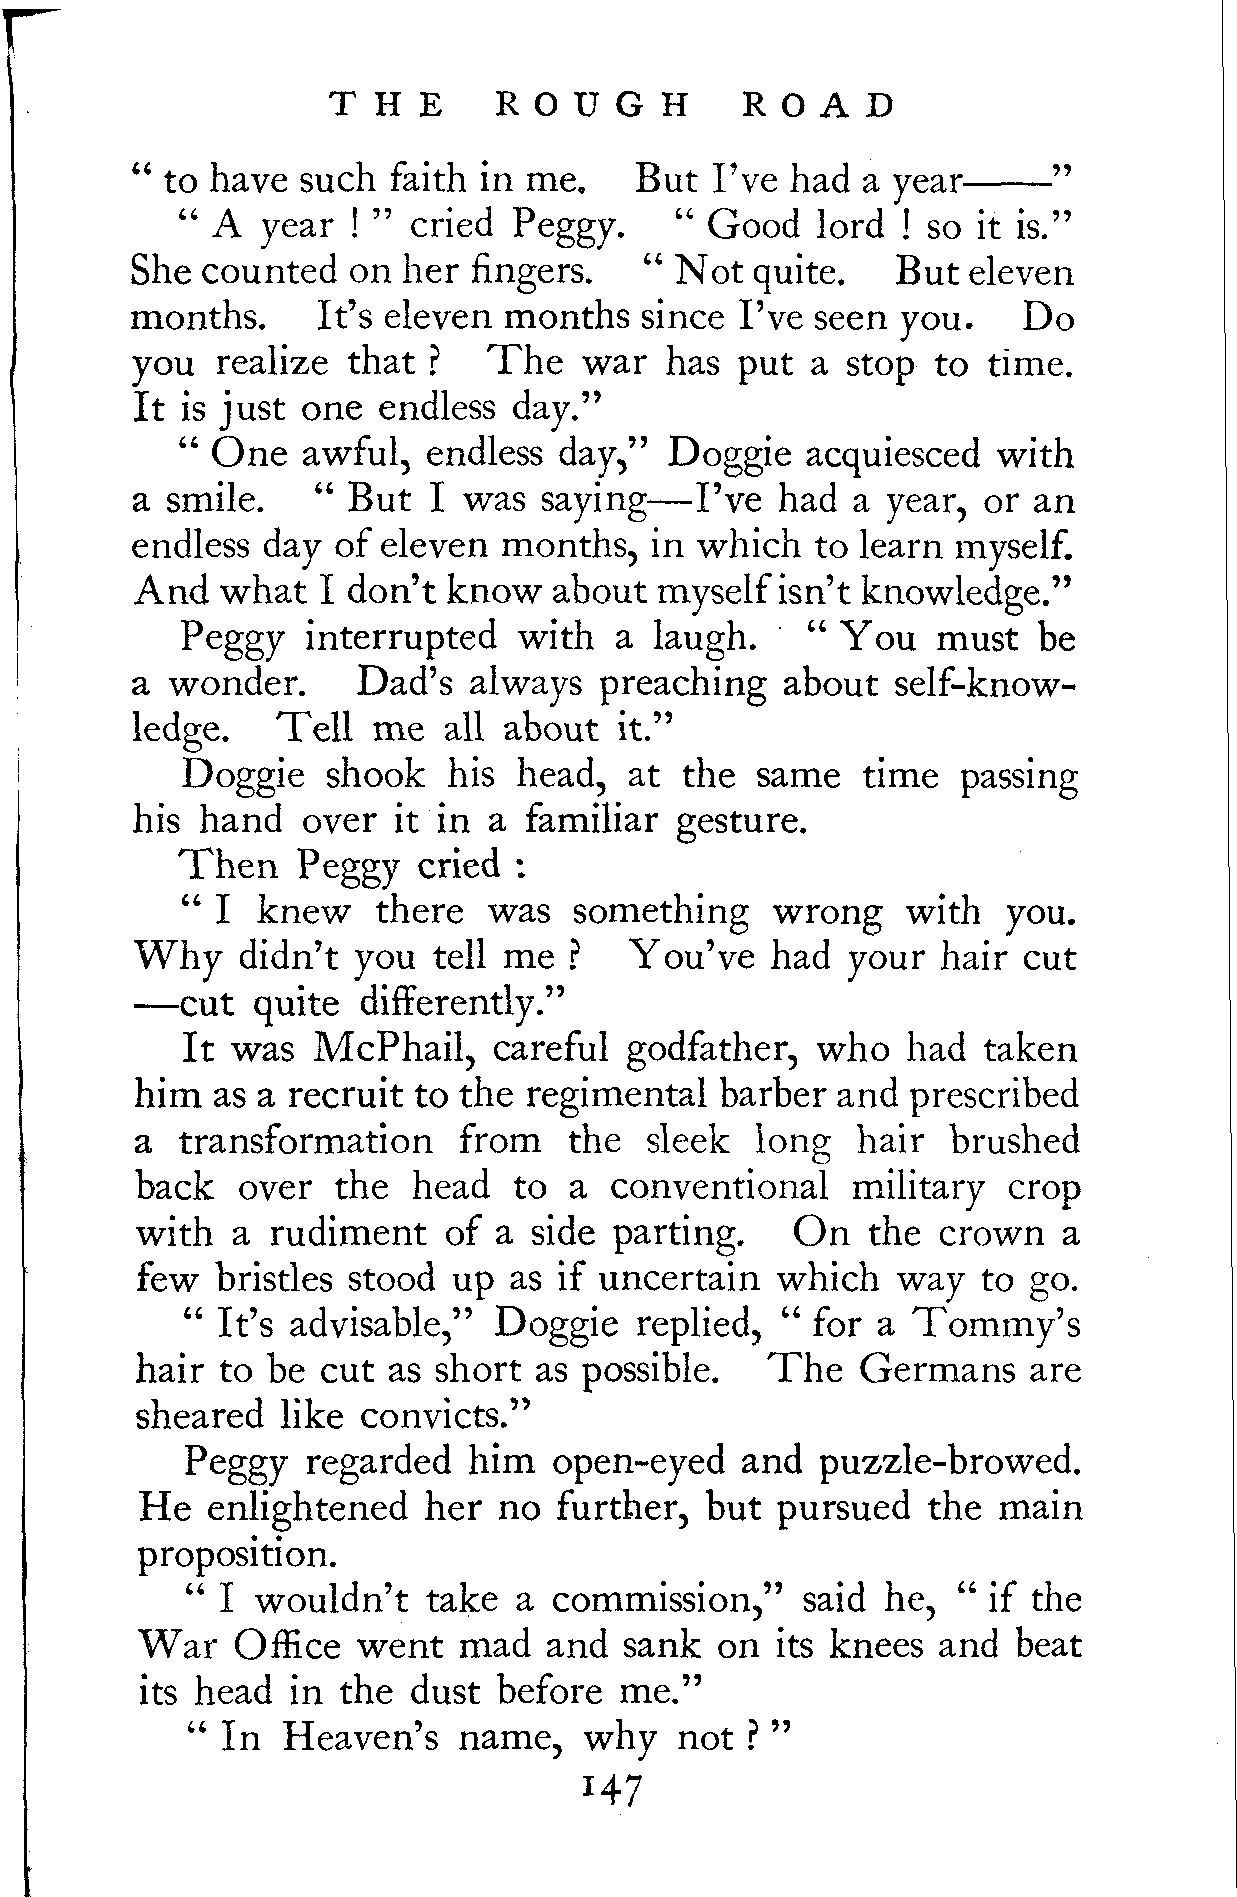 THE ROUGH ROAD
“ to have such faith in me. But I’ve had a year——”
“ A year ! ” cried Peggy. “ Good lord ! so it is.”
She counted on her fingers. “ Not quite. But eleven
months. It’s eleven months since I’ve seen you. Do
you realize that ? The war has put a stop to time.
It is just one endless day.”
“ One awful, endless day,” Doggie acquiesced with
a smile. “ But I was saying—I’ve had a year, or an
endless day of eleven months, in which to learn myself.
And what I don’t know about myself isn’t knowledge.”
Peggy interrupted with a laugh. “ You must be
a wonder. Dad’s always preaching about self-know-
ledge. Tell me all about it.”
Doggie shook his head, at the same time passing
his hand over it in a familiar gesture.
Then Peggy cried :
“ I knew there was something wrong with you.
Why didn’t you tell me ? You’ve had your hair cut
—cut quite differently.”
It was McPhail, careful godfather, who had taken
him as a recruit to the regimental barber and prescribed
a transformation from the sleek long hair brushed
back over the head to a conventional military crop
with a rudiment of a side parting. On the crown a
few bristles stood up as if uncertain which way to go.
“ It’s advisable,” Doggie replied, “ for a Tommy’s
hair to be cut as short as possible. The Germans are
sheared like convicts.”
Peggy regarded him open-eyed and puzzle-browed.
He enlightened her no further, but pursued the main
proposition.
“ I wouldn’t take a commission,” said he, “ if the
War Office went mad and sank on its knees and beat
its head in the dust before me.”
“ In Heaven’s name, why not ? ”
147